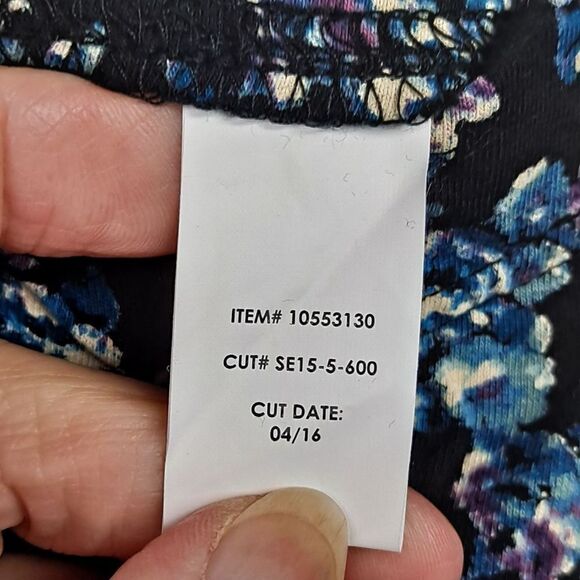 ITEM# 10553130
CUT# SE15-5-600
CUT DATE:
04/16